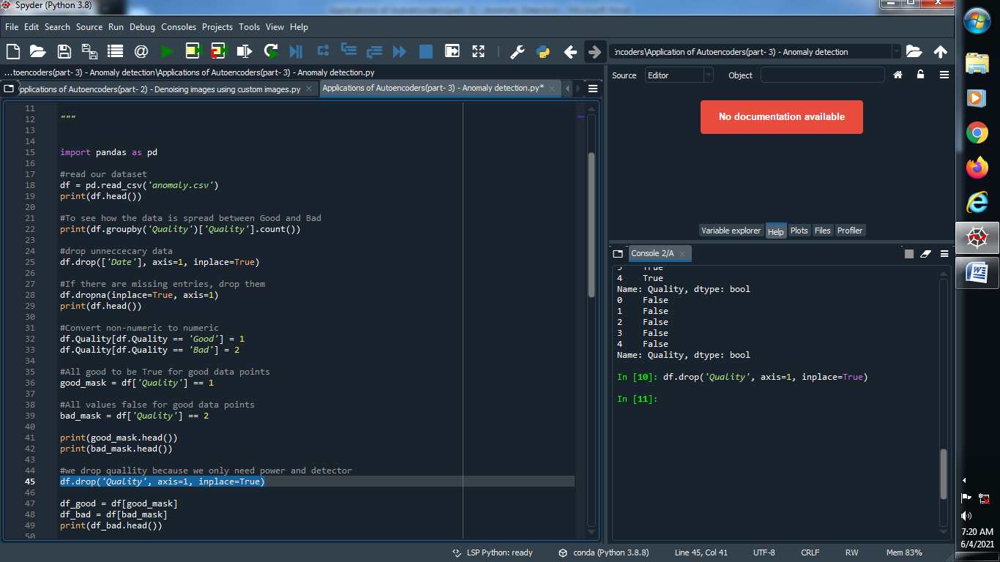 Spyder (Python 3.8)
File Edit Search Source Run Debug Consoles Projects Tools View Help
:ncoders\Application of Autoencoders(part- 3) - Anomaly detection
...toencoders(part- 3) - Anomaly detection\Applications of Autoencoders(part- 3) - Anomaly detection.py
pplications of Autoencoders(part- 2) - Denoising images using custom images.py
Applications of Autoencoders(part- 3) - Anomaly detection.py*
11
12 """
13
14
15 import pandas as pd
16
17 #read our dataset
18 df = pd.read_csv('anomaly.csv')
19 print(df.head())
20
21 #To see how the data is spread between Good and Bad
22 print(df.groupby('Quality')['Quality'].count())
23
24 #drop unneccecary data
25 df.drop(['Date'], axis=1, inplace=True)
26
27 #If there are missing entries, drop them
28 df.dropna(inplace=True, axis=1)
29 print(df.head())
30
31 #Convert non-numeric to numeric
32 df.Quality[df.Quality == 'Good'] = 1
33 df.Quality[df.Quality == 'Bad'] = 2
34
35 #All good to be True for good data points
36 good_mask = df['Quality'] == 1
37
38 #All values false for good data points
39 bad_mask = df['Quality'] == 2
40
41 print(good_mask.head())
42 print(bad_mask.head())
43
44 #we drop quallity because we only need power and detector
45 df.drop('Quality', axis=1, inplace=True)
46
47 df_good = df[good_mask]
48 df_bad = df[bad_mask]
49 print(df_bad.head())
50
Source Editor Object
No documentation available
Variable explorer Help Plots Files Profiler
Console 2/A
3 True
4 True
Name: Quality, dtype: bool
0 False
1 False
2 False
3 False
4 False
Name: Quality, dtype: bool
In [10]: df.drop('Quality', axis=1, inplace=True)
In [11]:
LSP Python: ready conda (Python 3.8.8) Line 45, Col 41 UTF-8 CRLF RW Mem 83%
7:20 AM
6/4/2021